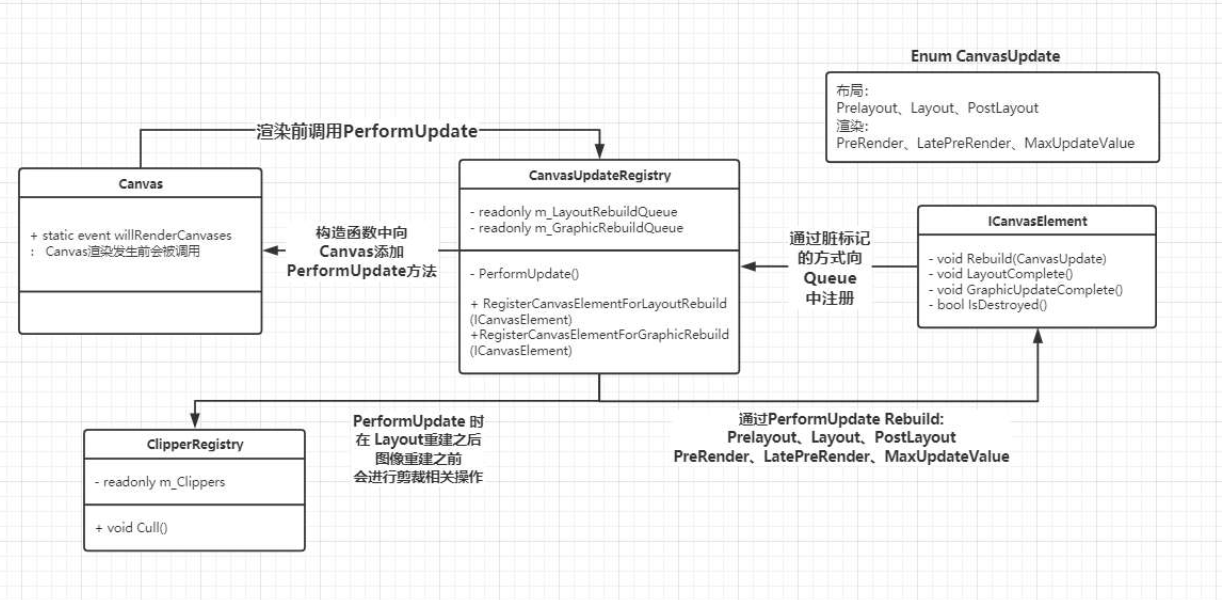 Enum CanvasUpdate
布局：
Prelayout、Layout、PostLayout
渲染：
PreRender、LatePreRender、MaxUpdateValue
渲染前调用PerformUpdate
Canvas
+ static event willRenderCanvases
： Canvas渲染发生前会被调用
构造函数中向
Canvas添加
PerformUpdate方法
CanvasUpdateRegistry
- readonly m_LayoutRebuildQueue
- readonly m_GraphicRebuildQueue
- PerformUpdate()
+ RegisterCanvasElementForLayoutRebuild
(ICanvasElement)
+RegisterCanvasElementForGraphicRebuild
(ICanvasElement)
通过脏标记
的方式向
Queue
中注册
ICanvasElement
- void Rebuild(CanvasUpdate)
- void LayoutComplete()
- void GraphicUpdateComplete()
- bool IsDestroyed()
ClipperRegistry
- readonly m_Clippers
+ void Cull()
PerformUpdate 时
在 Layout重建之后
图像重建之前
会进行剪裁相关操作
通过PerformUpdate Rebuild:
Prelayout、Layout、PostLayout
PreRender、LatePreRender、MaxUpdateValue